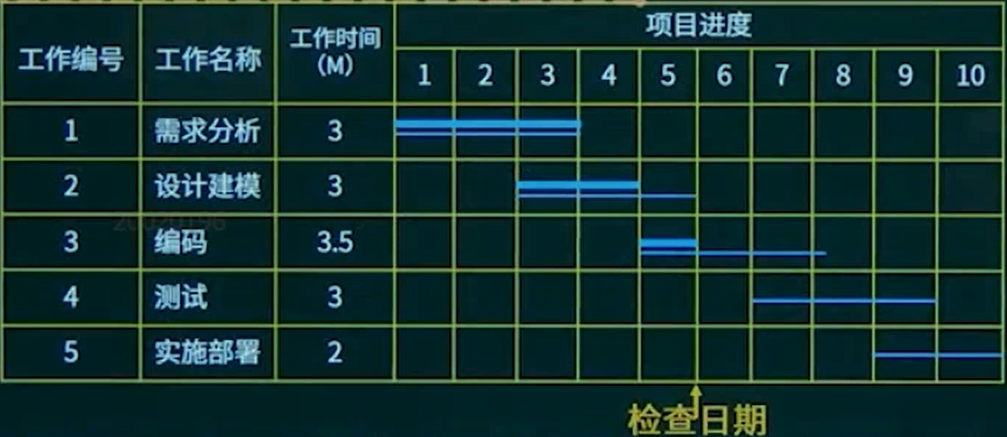 工作编号 工作名称 工作时间（M） 项目进度
1 2 3 4 5 6 7 8 9 10
1 需求分析 3
2 设计建模 3
3 编码 3.5
4 测试 3
5 实施部署 2
检查日期